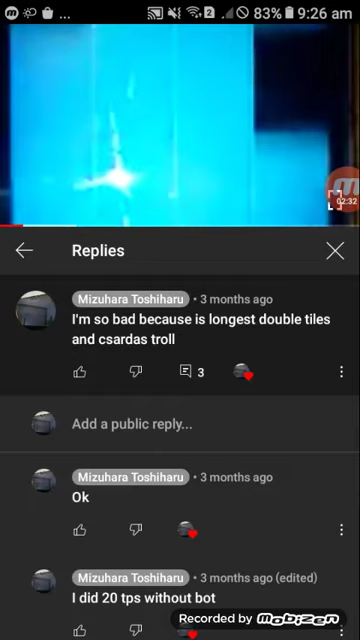 83% 9:26 am
02:32
Replies
Mizuhara Toshiharu • 3 months ago
I'm so bad because is longest double tiles
and csardas troll
3
Add a public reply...
Mizuhara Toshiharu • 3 months ago
Ok
Mizuhara Toshiharu • 3 months ago (edited)
I did 20 tps without bot
Recorded by Mobizen